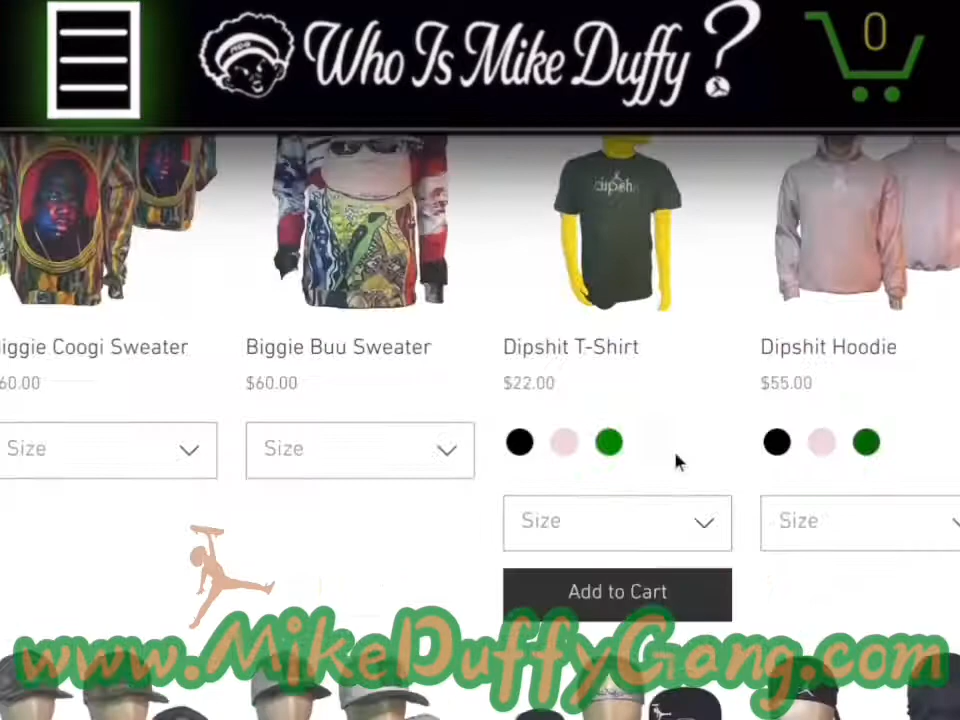 Who Is Mike Duffy?
0
dipshit
iggie Coogi Sweater
Biggie Buu Sweater
Dipshit T-Shirt
Dipshit Hoodie
60.00
$60.00
$22.00
$55.00
Size
Size
Size
Size
Add to Cart
www.MikeDuffyGang.com